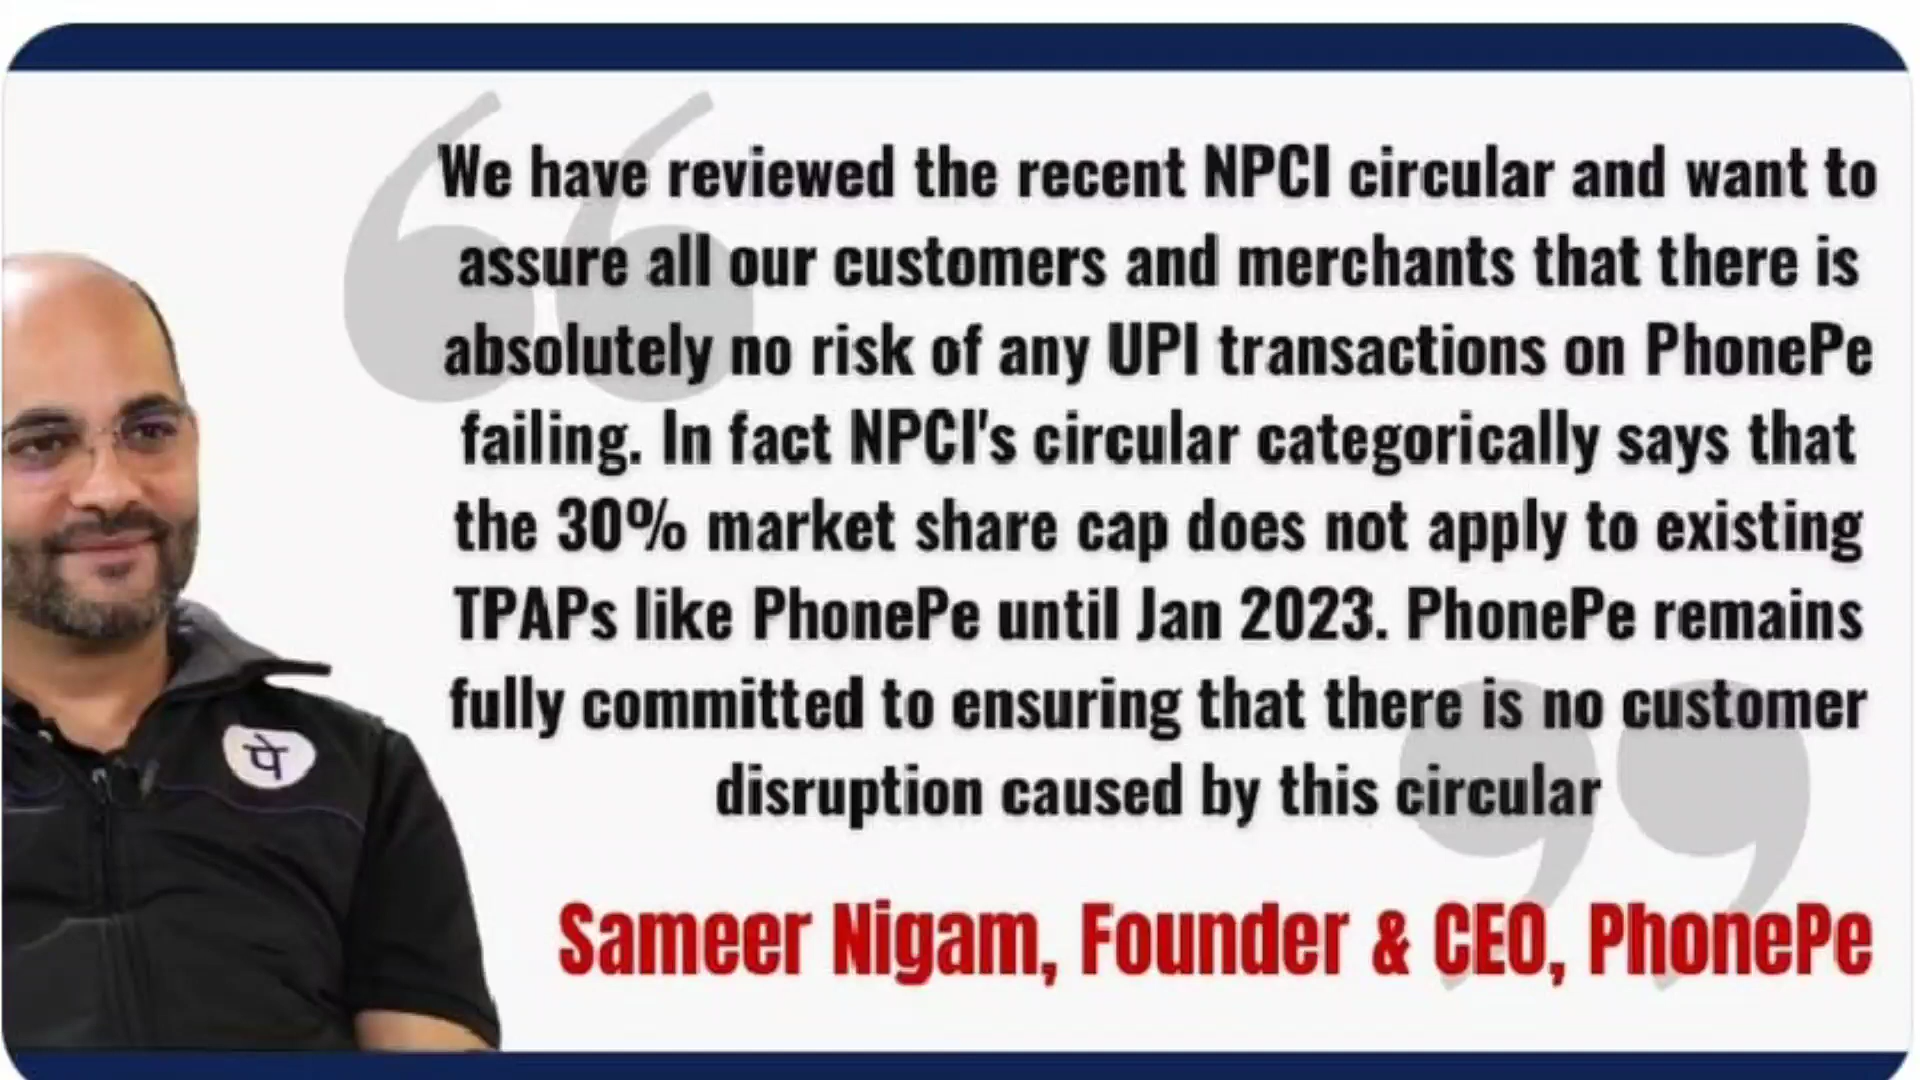 We have reviewed the recent NPCI circular and want to
assure all our customers and merchants that there is
absolutely no risk of any UPI transactions on PhonePe
failing. In fact NPCI's circular categorically says that
the 30% market share cap does not apply to existing
TPAPs like PhonePe until Jan 2023. PhonePe remains
fully committed to ensuring that there is no customer
disruption caused by this circular
पे
Sameer Nigam, Founder & CEO, PhonePe